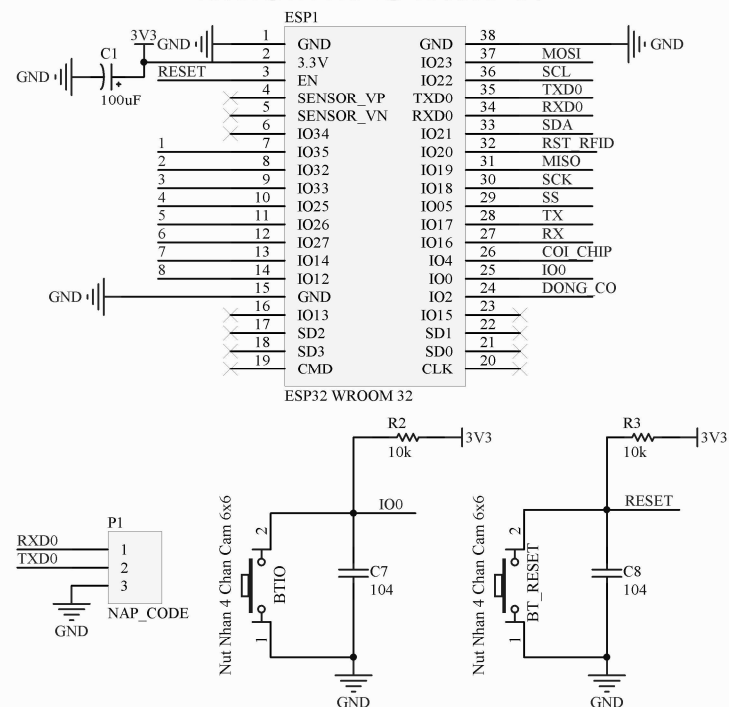 ESP1
GND 1 GND GND 38 GND
3V3 2 3.3V IO23 37 MOSI
RESET 3 EN IO22 36 SCL
C1
GND
100uF
4 SENSOR_VP TXD0 35 TXD0
5 SENSOR_VN RXD0 34 RXD0
6 IO34 IO21 33 SDA
1 7 IO35 IO20 32 RST_RFID
2 8 IO32 IO19 31 MISO
3 9 IO33 IO18 30 SCK
4 10 IO25 IO05 29 SS
5 11 IO26 IO17 28 TX
6 12 IO27 IO16 27 RX
7 13 IO14 IO4 26 COI_CHIP
8 14 IO12 IO0 25 IO0
GND 15 GND IO2 24 DONG_CO
16 IO13 IO15 23
17 SD2 SD1 22
18 SD3 SD0 21
19 CMD CLK 20
ESP32 WROOM 32
P1
RXD0 1
TXD0 2
3
GND
NAP_CODE
R2
10k
3V3
IO0
Nut Nhan 4 Chan Cam 6x6
2
BTIO
1
C7
104
GND
R3
10k
3V3
RESET
Nut Nhan 4 Chan Cam 6x6
2
BT_RESET
1
C8
104
GND